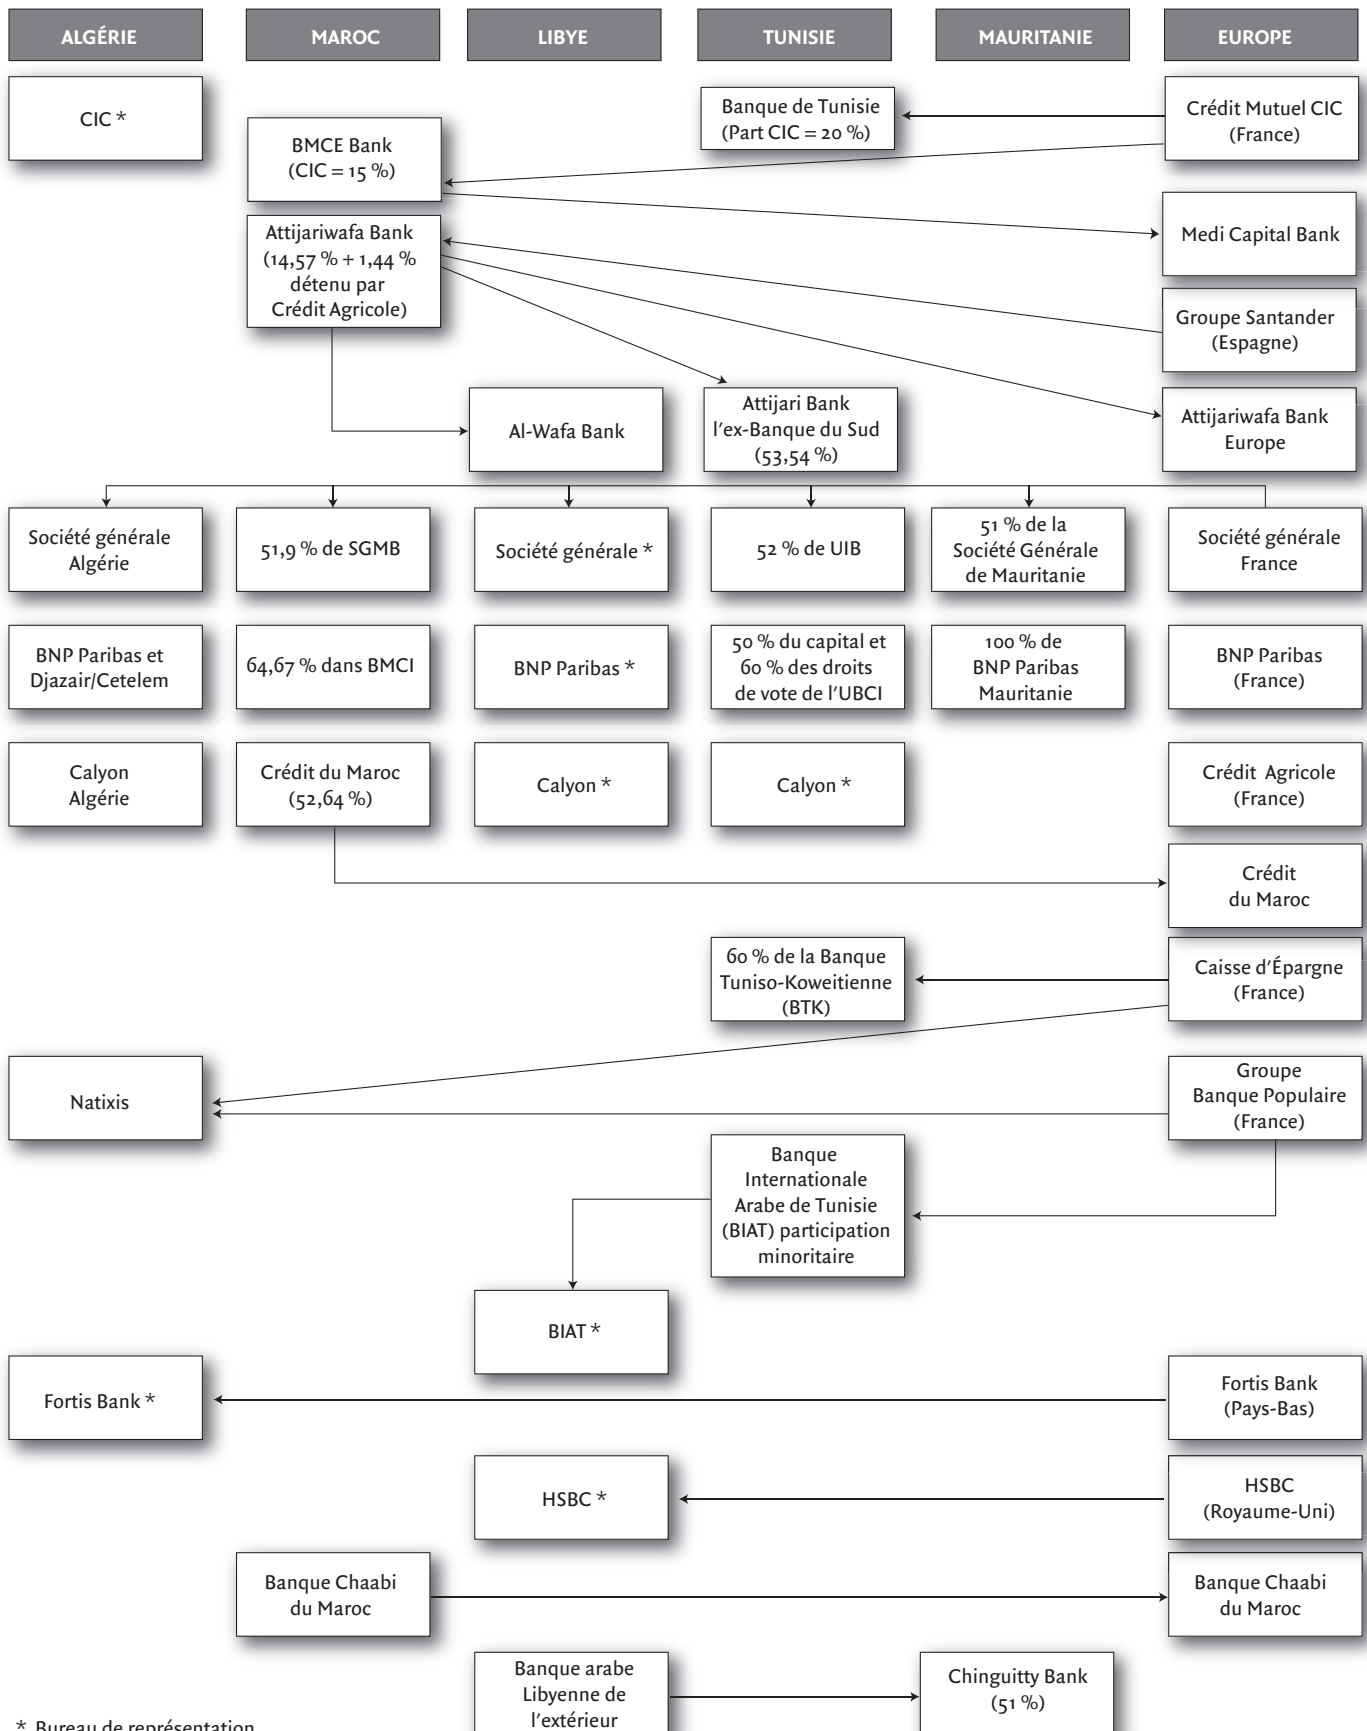 ALGÉRIE
MAROC
LIBYE
TUNISIE
MAURITANIE
EUROPE
CIC *
BMCE Bank
(CIC = 15 %)
Banque de Tunisie
(Part CIC = 20 %)
Crédit Mutuel CIC
(France)
Medi Capital Bank
Attijariwafa Bank
(14,57 % + 1,44 %
détenu par
Crédit Agricole)
Groupe Santander
(Espagne)
Al-Wafa Bank
Attijari Bank
l'ex-Banque du Sud
(53,54 %)
Attijariwafa Bank
Europe
Société générale
Algérie
51,9 % de SGMB
Société générale *
52 % de UIB
51 % de la
Société Générale
de Mauritanie
Société générale
France
BNP Paribas et
Djazair/Cetelem
64,67 % dans BMCI
BNP Paribas *
50 % du capital et
60 % des droits
de vote de l'UBCI
100 % de
BNP Paribas
Mauritanie
BNP Paribas
(France)
Calyon
Algérie
Crédit du Maroc
(52,64 %)
Calyon *
Calyon *
Crédit Agricole
(France)
Crédit
du Maroc
60 % de la Banque
Tuniso-Koweitienne
(BTK)
Caisse d'Épargne
(France)
Natixis
Groupe
Banque Populaire
(France)
Banque
Internationale
Arabe de Tunisie
(BIAT) participation
minoritaire
BIAT *
Fortis Bank *
Fortis Bank
(Pays-Bas)
HSBC *
HSBC
(Royaume-Uni)
Banque Chaabi
du Maroc
Banque Chaabi
du Maroc
Banque arabe
Libyenne de
l'extérieur
Chinguitty Bank
(51 %)
* Bureau de représentation